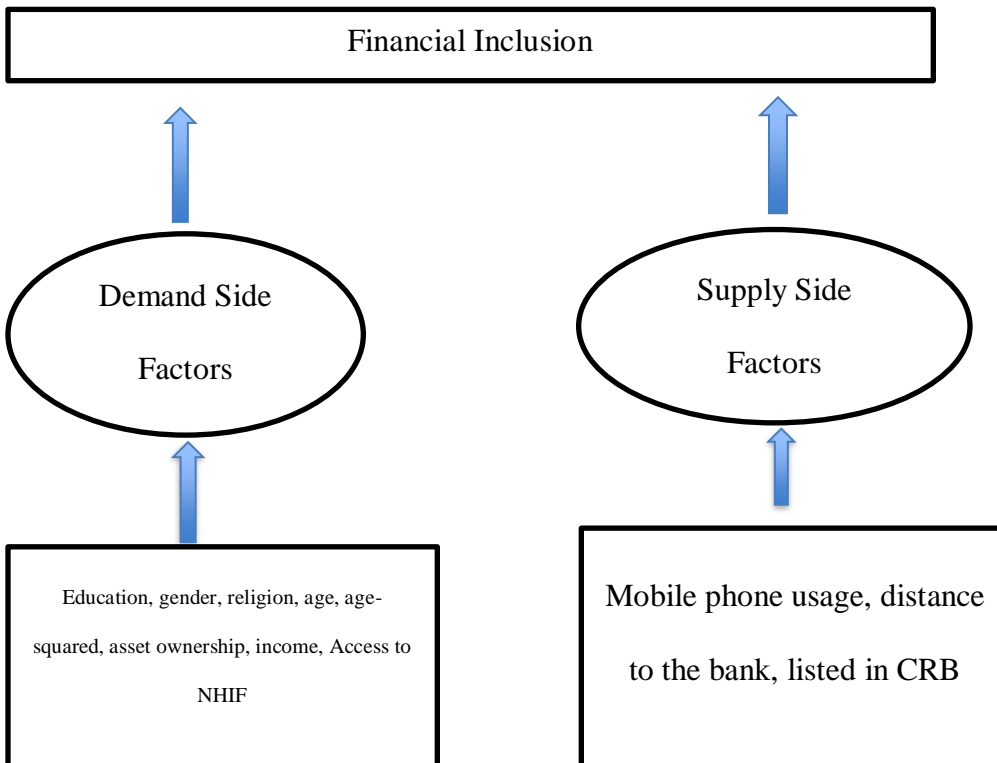 Financial Inclusion
Demand Side
Factors
Supply Side
Factors
Education, gender, religion, age, age-
squared, asset ownership, income, Access to
NHIF
Mobile phone usage, distance
to the bank, listed in CRB